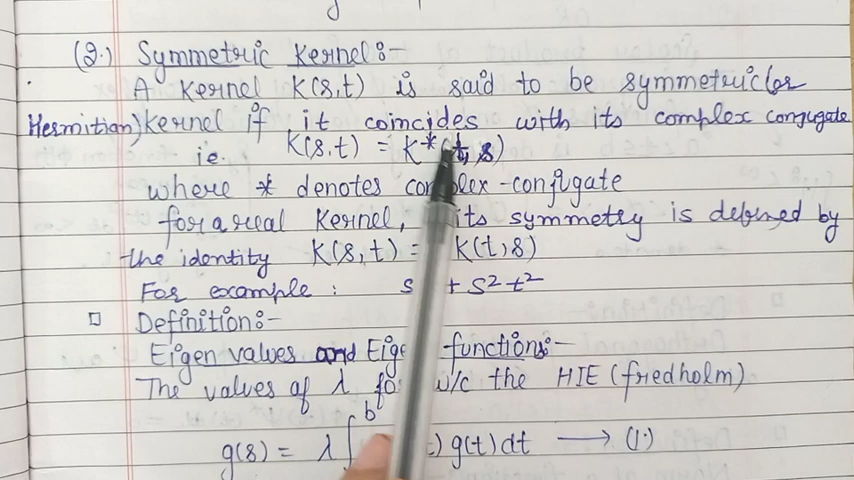 (2.) Symmetric Kernel:-
A Kernel K(s,t) is said to be symmetric (or
Hermitian) Kernel if it coincides with its complex conjugate
ie. K(s,t) = K*(t, s)
where * denotes complex-conjugate
for a real Kernel, its symmetry is defined by
the identity K(s,t) = K(t,s)
For example : s + s²t²
□ Definition:-
Eigen values and Eigen functions:-
The values of λ for w/c the HIE (friedholm)
g(s) = λ ∫ b t) g(t) dt ⟶ (1.)